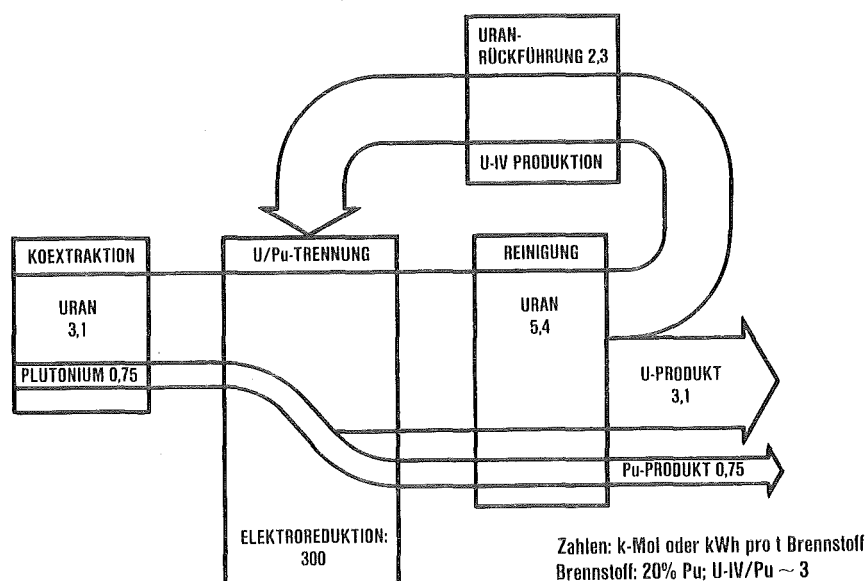 URAN-
RÜCKFÜHRUNG 2,3
U-IV PRODUKTION
KOEXTRAKTION
URAN
3,1
PLUTONIUM 0,75
U/Pu-TRENNUNG
ELEKTROREDUKTION:
300
REINIGUNG
URAN
5,4
U-PRODUKT
3,1
Pu-PRODUKT 0,75
Zahlen: k-Mol oder kWh pro t Brennstoff
Brennstoff: 20% Pu; U-IV/Pu ~ 3